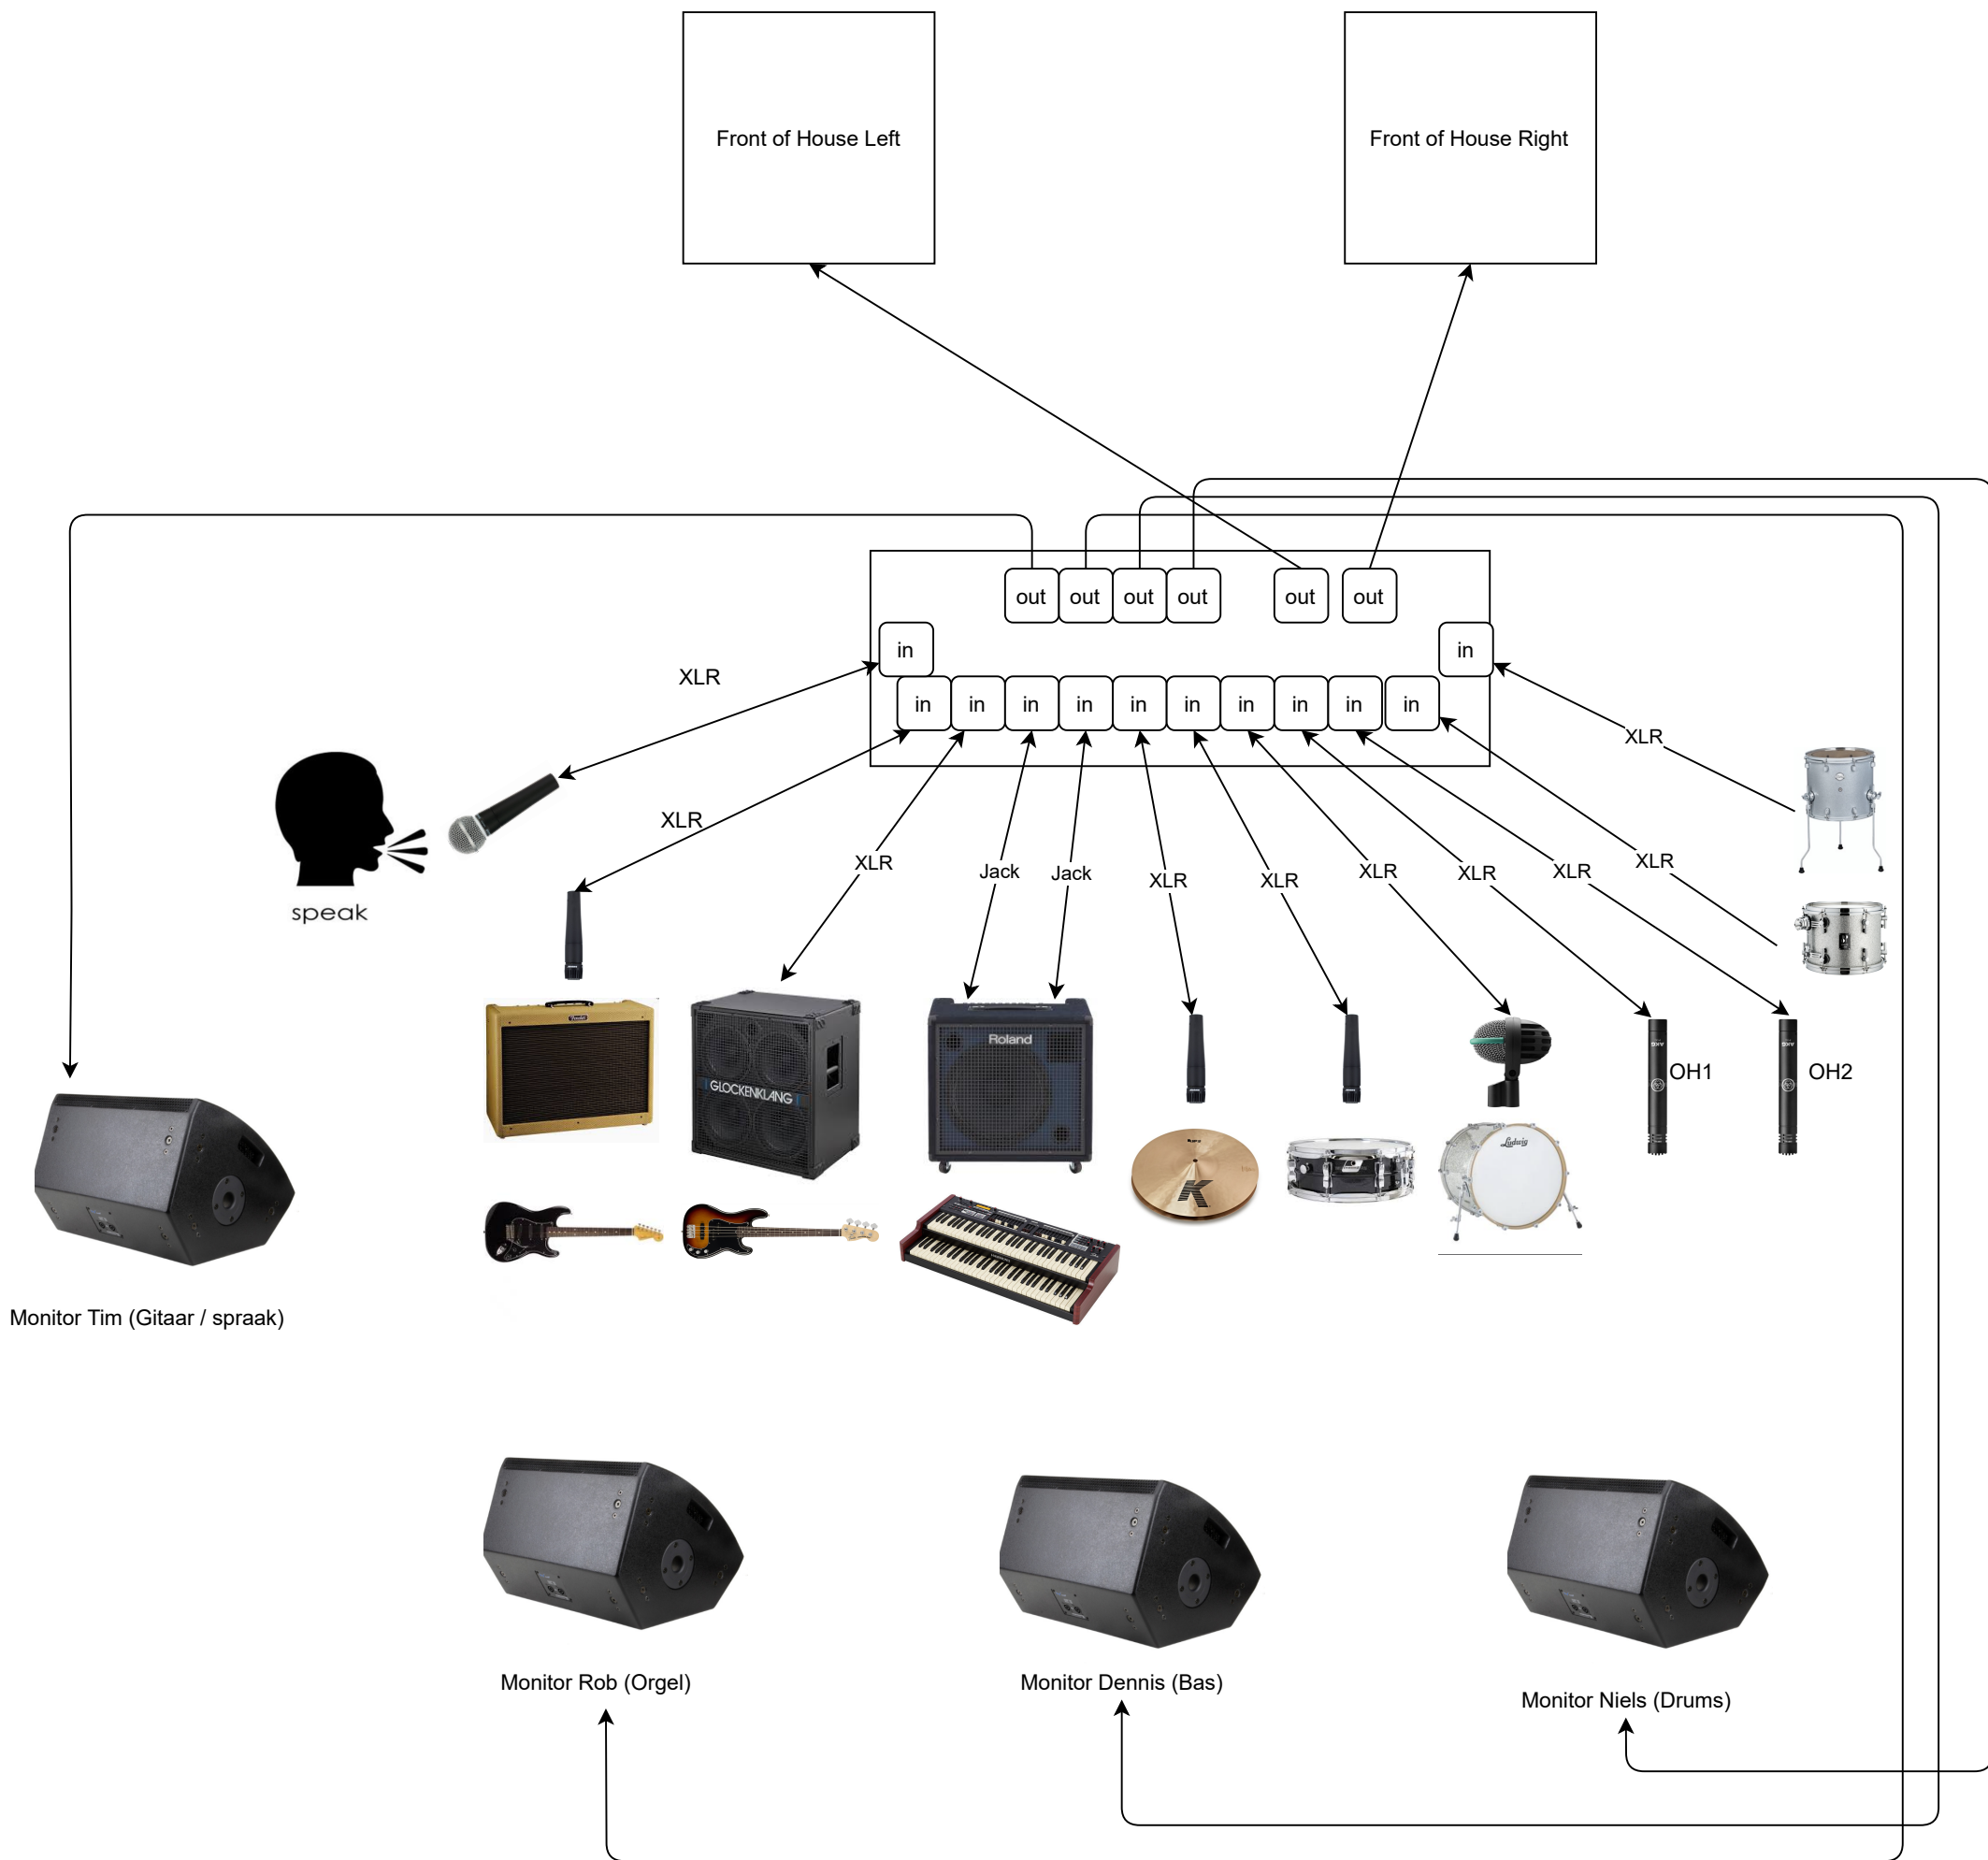 Front of House Left
Front of House Right
out
out
out
out
out
out
in
in
XLR
in
in
in
in
in
in
in
in
in
in
XLR
XLR
XLR
XLR
Jack
Jack
XLR
XLR
XLR
XLR
XLR
speak
Roland
GLOCKENKLANG
OH1
OH2
K
Ludwig
Monitor Tim (Gitaar / spraak)
Monitor Rob (Orgel)
Monitor Dennis (Bas)
Monitor Niels (Drums)